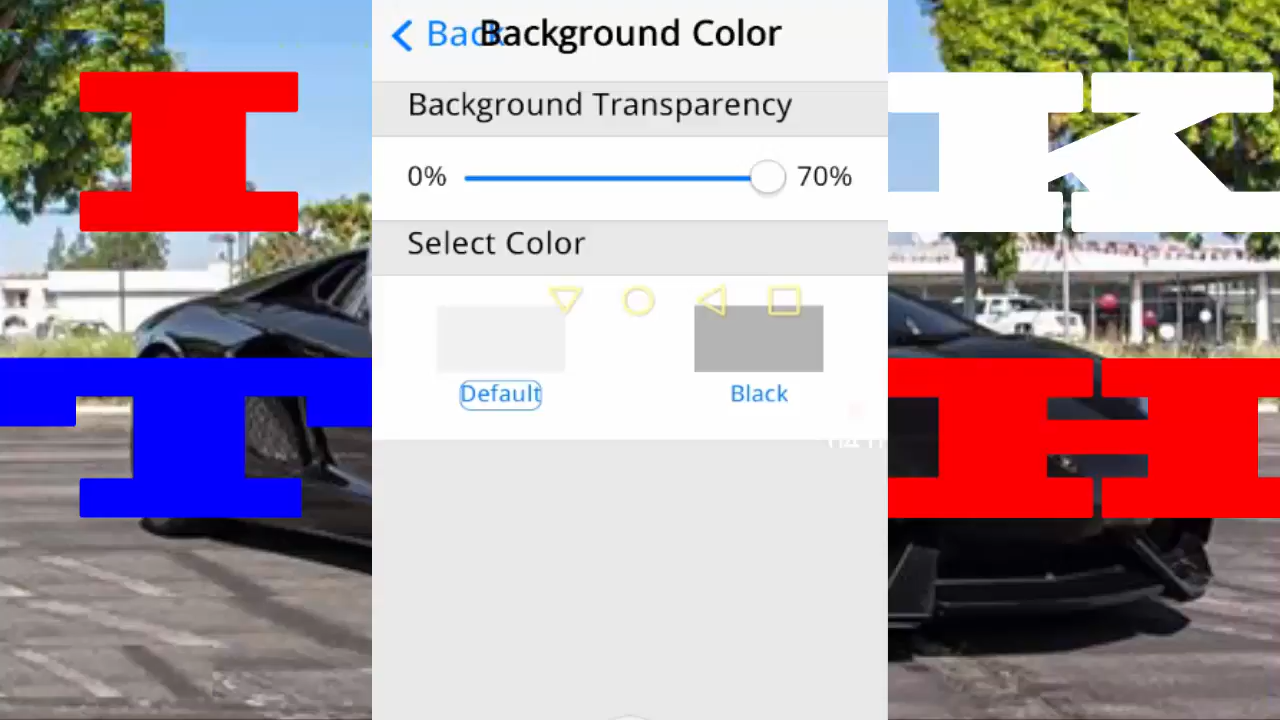 I
K
T
H
Back
Background Color
Background Transparency
0%
70%
Select Color
Default
Black